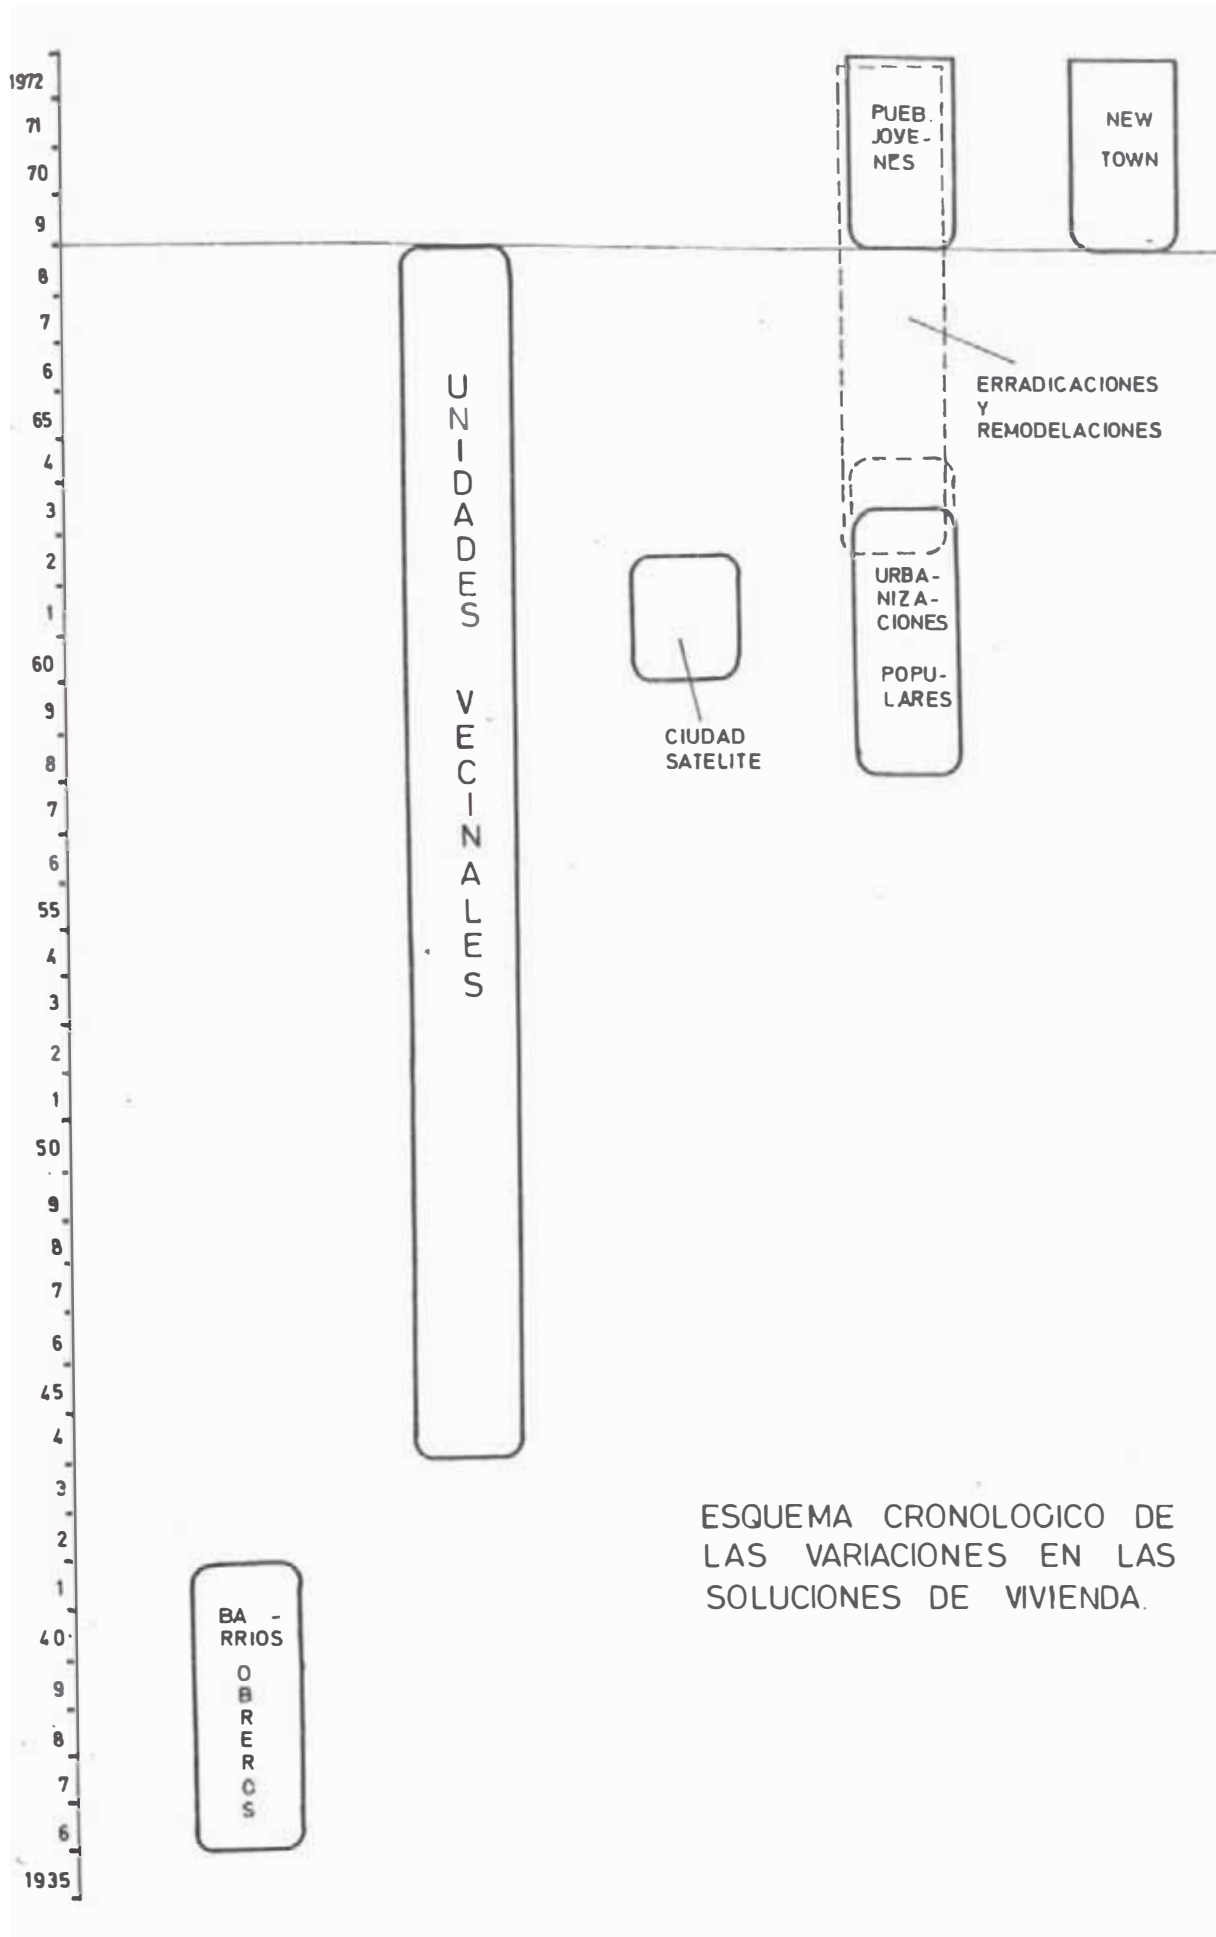 1972
71
70
9
8
7
6
65
4
3
2
1
60
9
8
7
6
55
4
3
2
1
50
9
8
7
6
45
4
3
2
1
40
9
8
7
6
1935
BA -
RRIOS
OBREROS
UNIDADES VECINALES
CIUDAD
SATELITE
PUEB.
JOVE-
NES
ERRADICACIONES
Y
REMODELACIONES
URBA-
NIZA-
CIONES
POPU-
LARES
NEW
TOWN
ESQUEMA CRONOLOGICO DE
LAS VARIACIONES EN LAS
SOLUCIONES DE VIVIENDA.